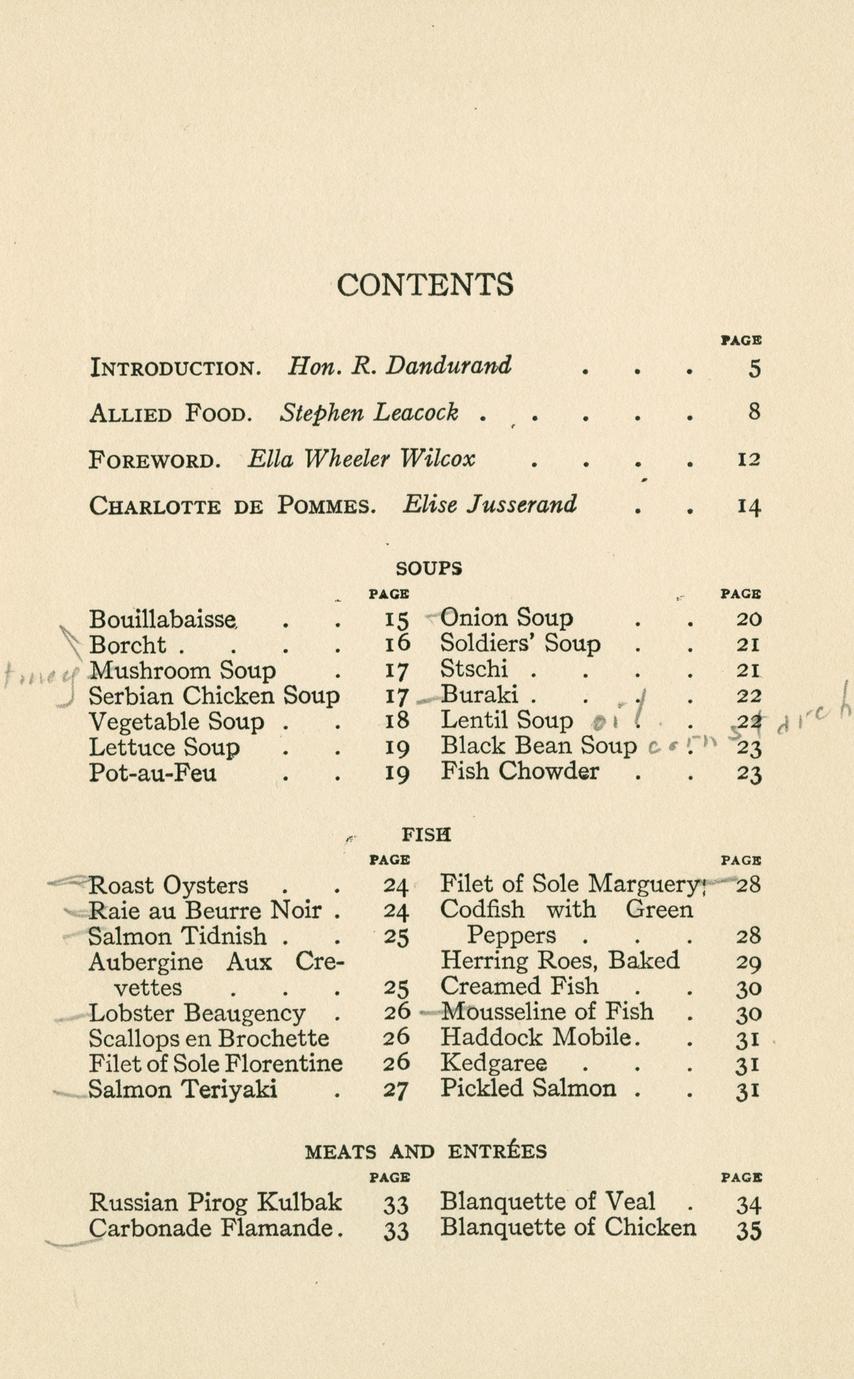 CONTENTS
PAGE
INTRODUCTION. Hon. R. Dandurand . . . 5
ALLIED FOOD. Stephen Leacock . . . . . 8
FOREWORD. Ella Wheeler Wilcox . . . . 12
CHARLOTTE DE POMMES. Elise Jusserand . . 14
SOUPS
PAGE
Bouillabaisse . . 15
Borcht . . . . 16
Mushroom Soup . 17
Serbian Chicken Soup 17
Vegetable Soup . . 18
Lettuce Soup . . 19
Pot-au-Feu . . 19
PAGE
Onion Soup . . 20
Soldiers' Soup . . 21
Stschi . . . . 21
Buraki . . . . 22
Lentil Soup . . 22
oil
Black Bean Soup . 23
corn starch
Fish Chowder . . 23
FISH
PAGE
Roast Oysters . . 24
Raie au Beurre Noir . 24
Salmon Tidnish . . 25
Aubergine Aux Cre-
vettes . . . 25
Lobster Beaugency . 26
Scallops en Brochette 26
Filet of Sole Florentine 26
Salmon Teriyaki . 27
PAGE
Filet of Sole Marguery 28
Codfish with Green
Peppers . . . 28
Herring Roes, Baked 29
Creamed Fish . . 30
Mousseline of Fish . 30
Haddock Mobile . . 31
Kedgaree . . . 31
Pickled Salmon . . 31
MEATS AND ENTRÉES
PAGE
Russian Pirog Kulbak 33
Carbonade Flamande . 33
PAGE
Blanquette of Veal . 34
Blanquette of Chicken 35